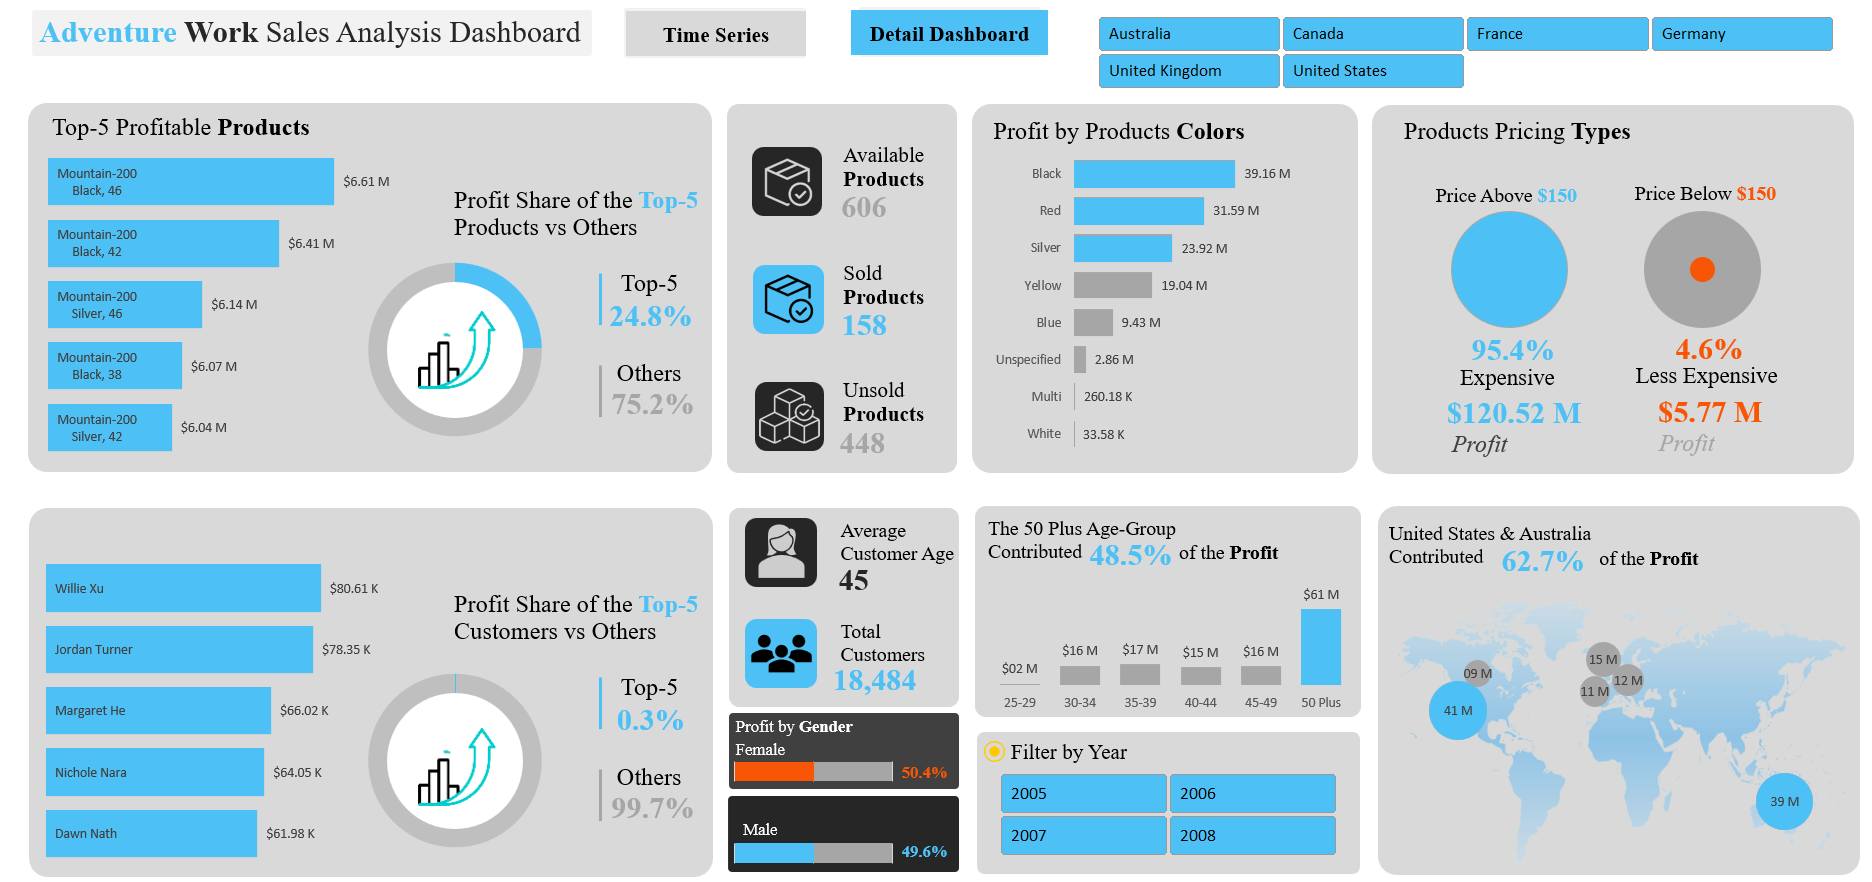 Adventure Work Sales Analysis Dashboard
Time Series
Detail Dashboard
Australia
Canada
France
Germany
United Kingdom
United States
Top-5 Profitable Products
Mountain-200
Black, 46
$6.61 M
Mountain-200
Black, 42
$6.41 M
Mountain-200
Silver, 46
$6.14 M
Mountain-200
Black, 38
$6.07 M
Mountain-200
Silver, 42
$6.04 M
Profit Share of the Top-5
Products vs Others
Top-5
24.8%
Others
75.2%
Available
Products
606
Sold
Products
158
Unsold
Products
448
Profit by Products Colors
Black
39.16 M
Red
31.59 M
Silver
23.92 M
Yellow
19.04 M
Blue
9.43 M
Unspecified
2.86 M
Multi
260.18 K
White
33.58 K
Products Pricing Types
Price Above $150
95.4%
Expensive
$120.52 M
Profit
Price Below $150
4.6%
Less Expensive
$5.77 M
Profit
Willie Xu
$80.61 K
Jordan Turner
$78.35 K
Margaret He
$66.02 K
Nichole Nara
$64.05 K
Dawn Nath
$61.98 K
Profit Share of the Top-5
Customers vs Others
Top-5
0.3%
Others
99.7%
Average
Customer Age
45
Total
Customers
18,484
Profit by Gender
Female
50.4%
Male
49.6%
The 50 Plus Age-Group
Contributed 48.5% of the Profit
$02 M
$16 M
$17 M
$15 M
$16 M
$61 M
25-29
30-34
35-39
40-44
45-49
50 Plus
Filter by Year
2005
2006
2007
2008
United States & Australia
Contributed 62.7% of the Profit
09 M
41 M
15 M
12 M
11 M
39 M